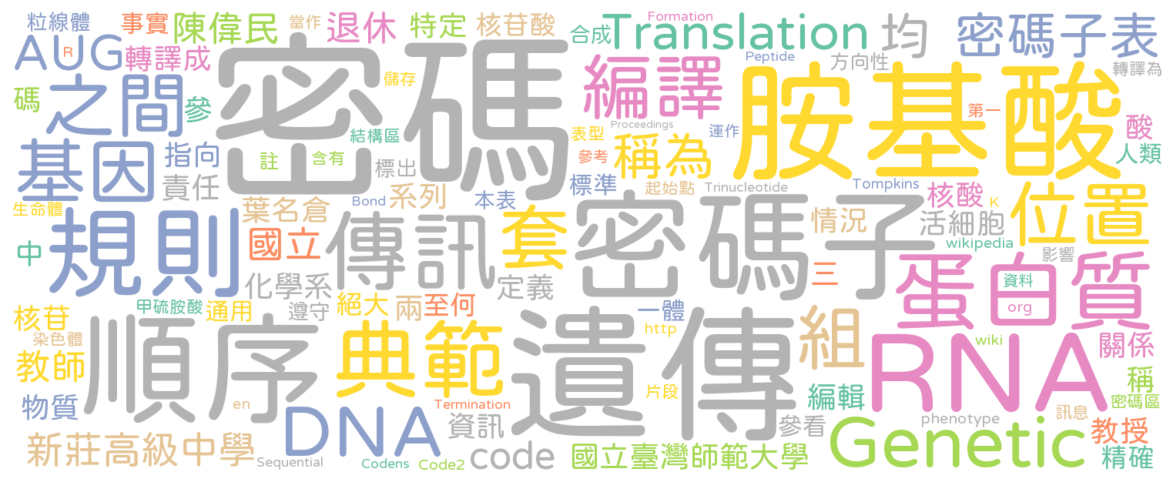 粒線體 事實 陳偉民 當作 退休 特定 核苷酸 Formation 合成 Translation 均 密碼子表
AUG R 轉譯成 儲存 Peptide 方向性 轉譯為
密碼 編譯 胺基酸
碼 之間 參 結構區 表型 Proceedings 運作 第一 酸
基因 指向 註 含有 標出 稱為 參考 人類
責任 系列 本表 標準 起始點 Trinucleotide Tompkins 核酸 K 位置
生命體 葉名倉 Bond 套 密碼子 情況 活細胞
中 規則 國立 傳訊 wikipedia 影響
化學系 定義 三 蛋白質 資料
甲硫胺酸 遵守 一體 org
核苷 通用 絕大 兩 至何 http 組 RNA wiki 關係
染色體 順序 典範 遺傳
教師 片段 編輯 稱
物質 en DNA Termination 資訊 參看 phenotype 訊息 密碼區
新莊高級中學 Sequential Codens Code2 code 國立臺灣師範大學 Genetic 教授 精確